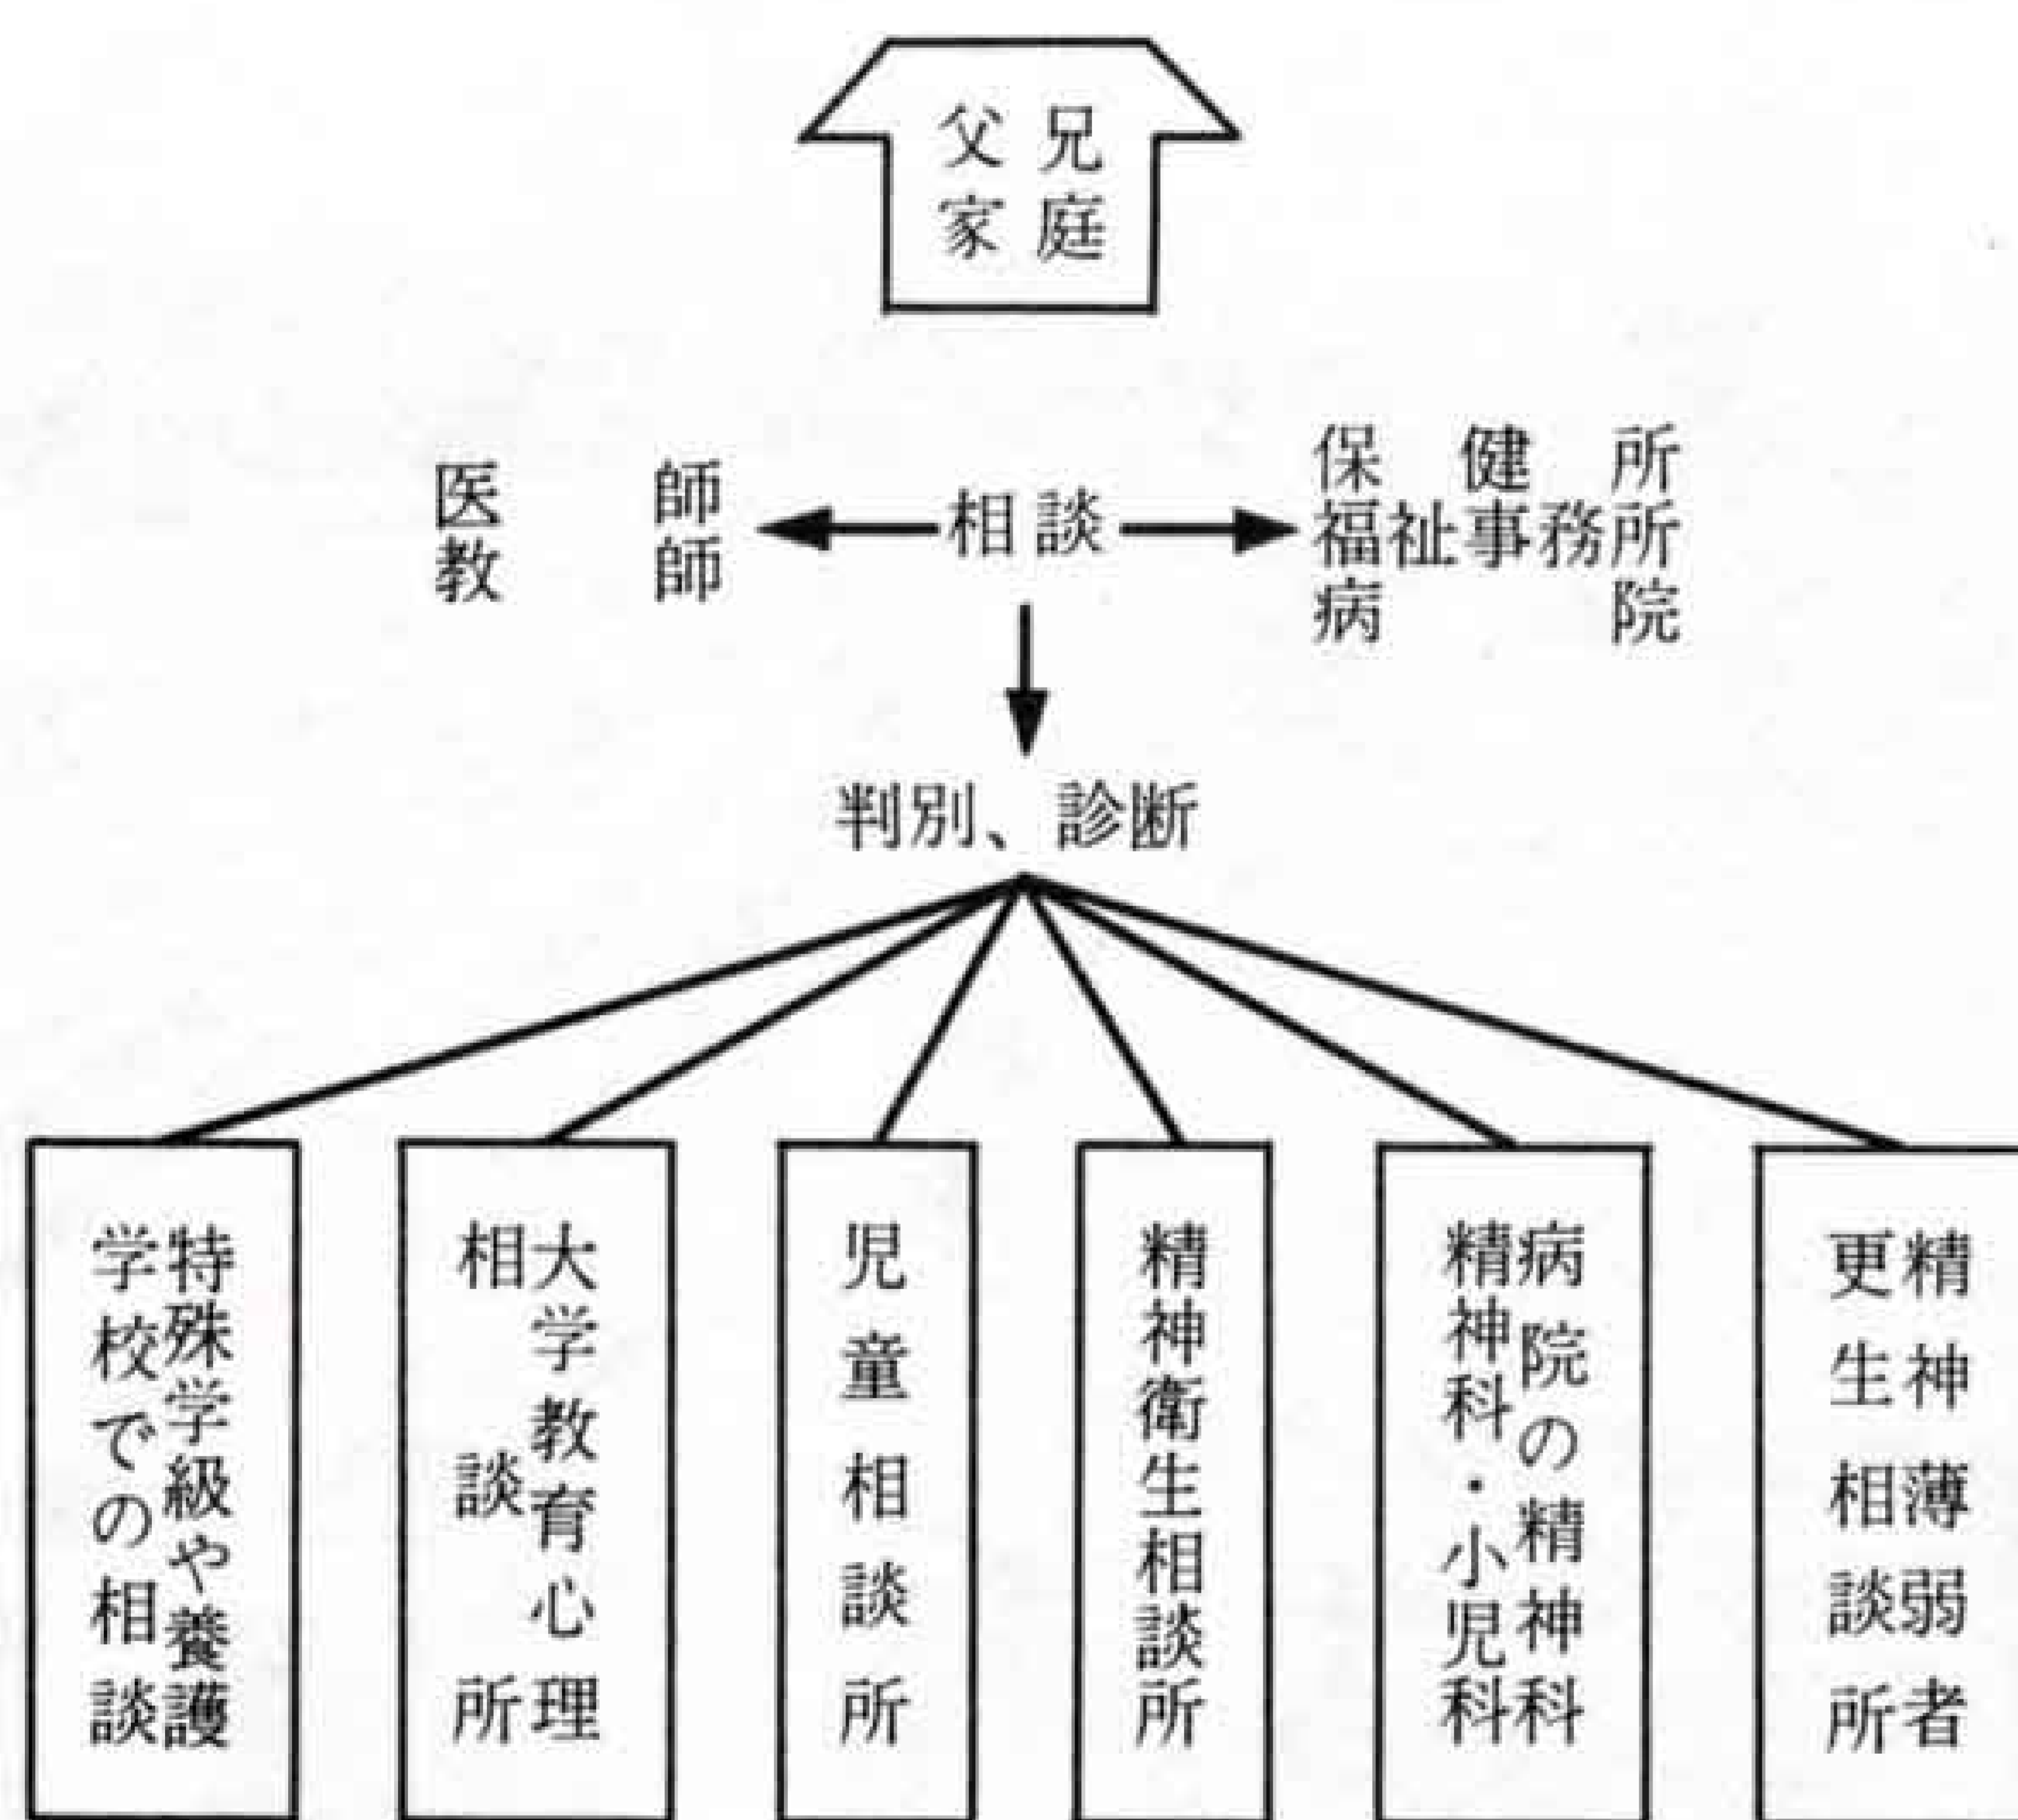 父兄
家庭
医師
教師
相談
保健所
福祉事務所
病院
判別、診断
特殊学級や養護
学校での相談
大学教育心理
相談所
児童相談所
精神衛生相談所
病院の精神科
精神科・小児科
精神薄弱者
更生相談所